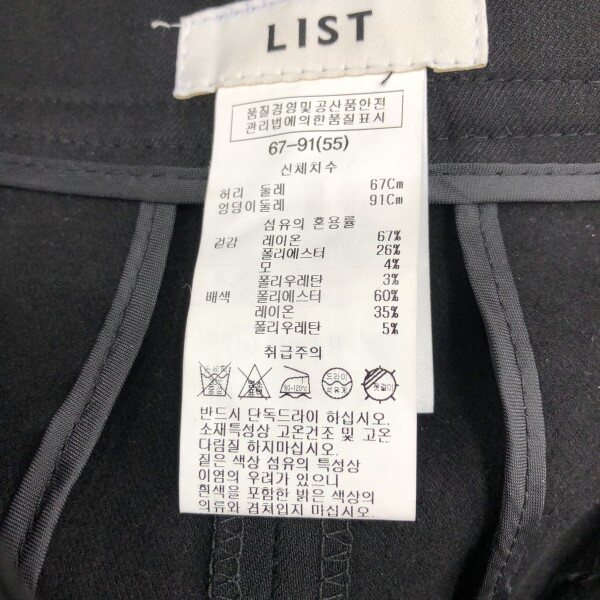 LIST
품질경영및공산품안전
관리법에의한품질표시
67-91(55)
신체치수
허리 둘레 67Cm
엉덩이둘레 91Cm
섬유의 혼용률
겉감 레이온 67%
폴리에스터 26%
모 4%
폴리우레탄 3%
배색 폴리에스터 60%
레이온 35%
폴리우레탄 5%
취급주의
드라이
옷걸이
반드시 단독드라이 하십시오.
소재특성상 고온건조 및 고온
다림질 하지마십시오.
짙은 색상 섬유의 특성상
이염의 우려가 있으니
흰색을 포함한 밝은 색상의
의류와 겹쳐입지 마십시오.